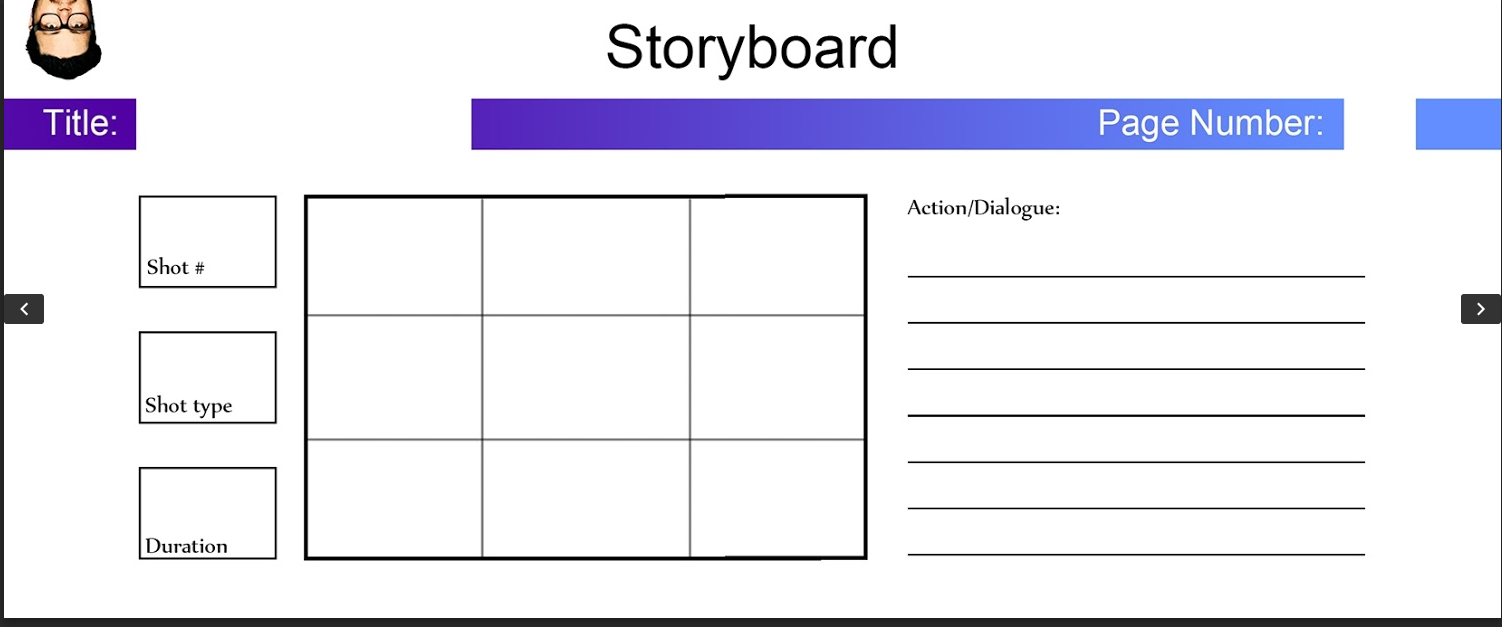 Storyboard
Title:
Page Number:
Shot #
Shot type
Duration
Action/Dialogue: